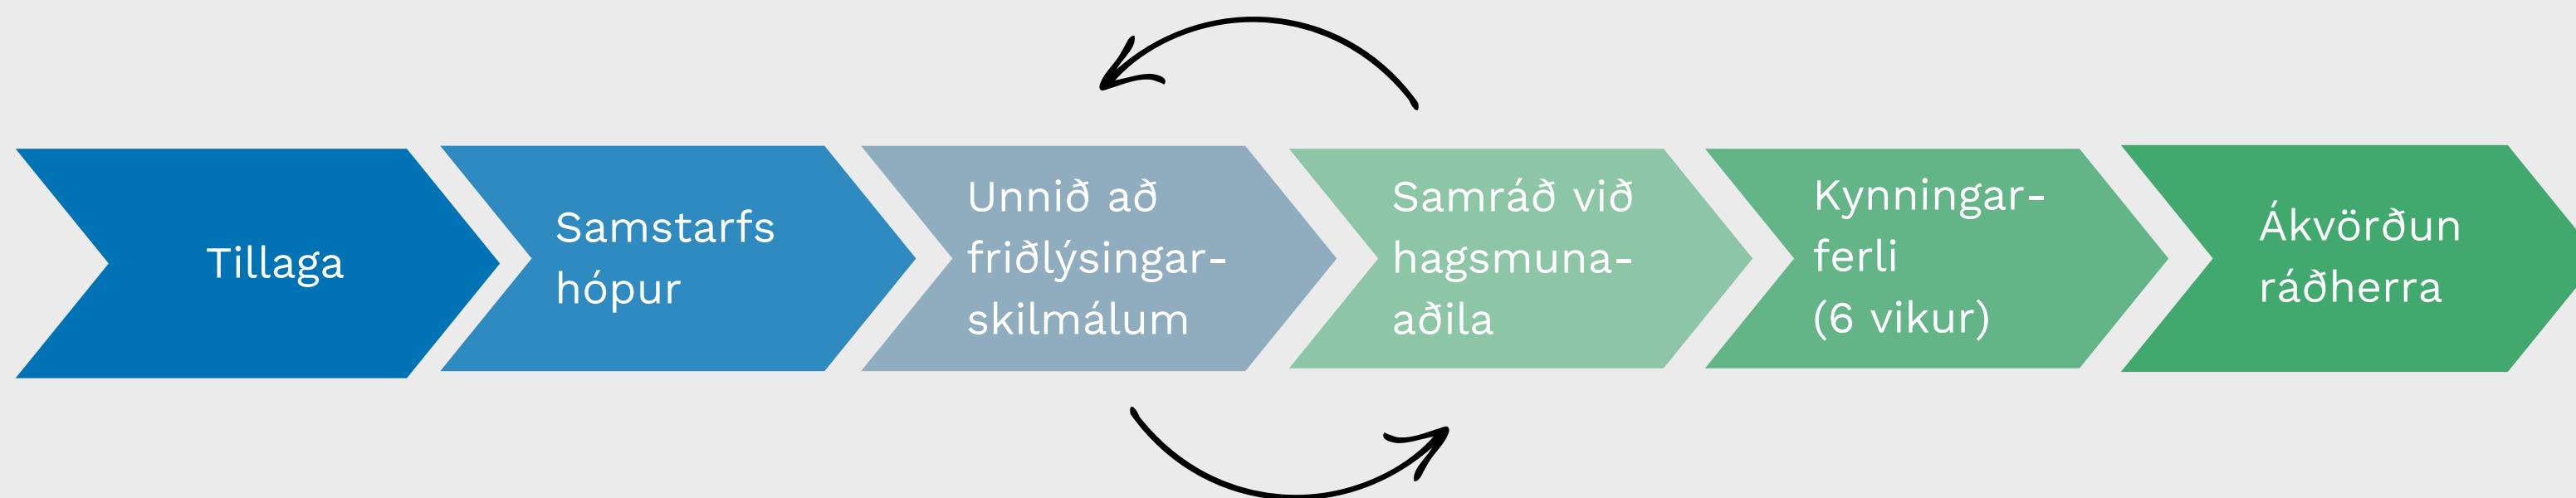 Tillaga
Samstarfs
hópur
Unnið að
friðlýsingar-
skilmálum
Samráð við
hagsmuna-
aðila
Kynningar-
ferli
(6 vikur)
Ákvörðun
ráðherra